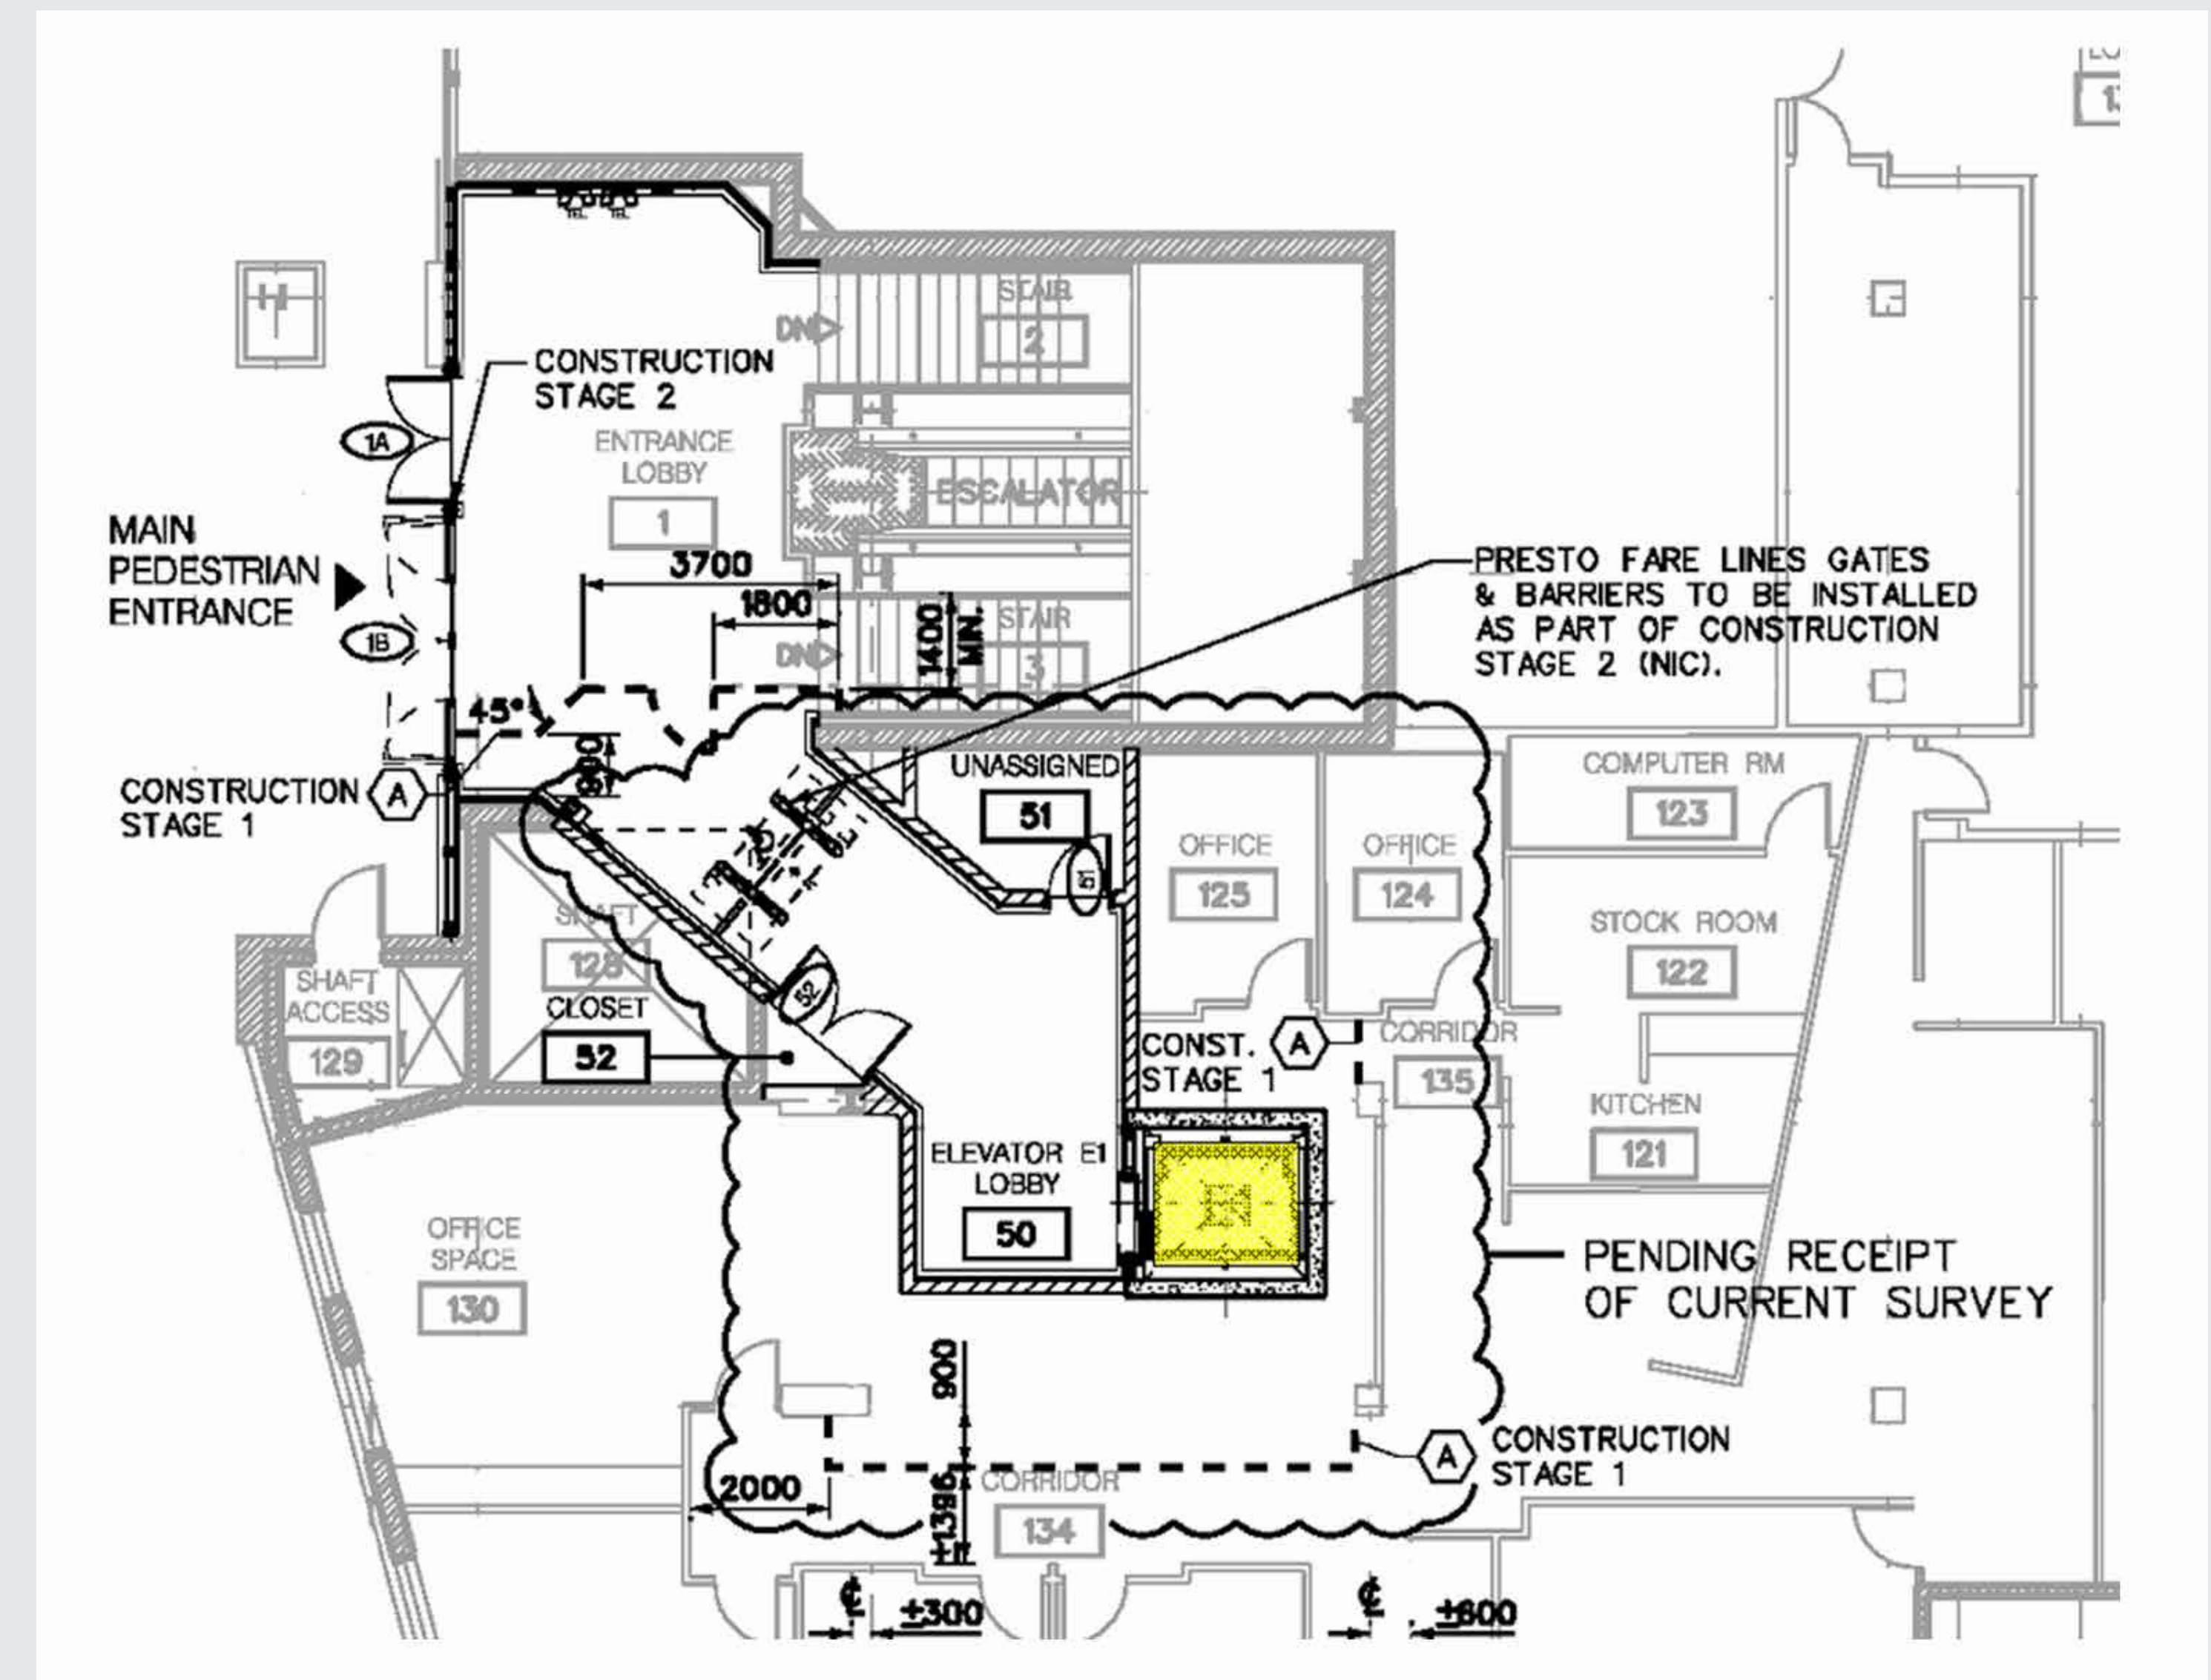 TEL.
TEL.
STAIR
2
DN
CONSTRUCTION
STAGE 2
1A
ENTRANCE
LOBBY
1
ESCALATOR
MAIN
PEDESTRIAN
ENTRANCE
1B
3700
1800
1400
MIN.
STAIR
3
DN
PRESTO FARE LINES GATES
& BARRIERS TO BE INSTALLED
AS PART OF CONSTRUCTION
STAGE 2 (NIC).
45°
CONSTRUCTION
STAGE 1
A
UNASSIGNED
51
51
COMPUTER RM
123
OFFICE
125
OFFICE
124
STOCK ROOM
122
SHAFT
128
SHAFT
ACCESS
129
CLOSET
52
52
CONST.
STAGE 1
A
CORRIDOR
135
KITCHEN
121
ELEVATOR E1
LOBBY
50
OFFICE
SPACE
130
PENDING RECEIPT
OF CURRENT SURVEY
900
A
CONSTRUCTION
STAGE 1
2000
CORRIDOR
134
±300
±600